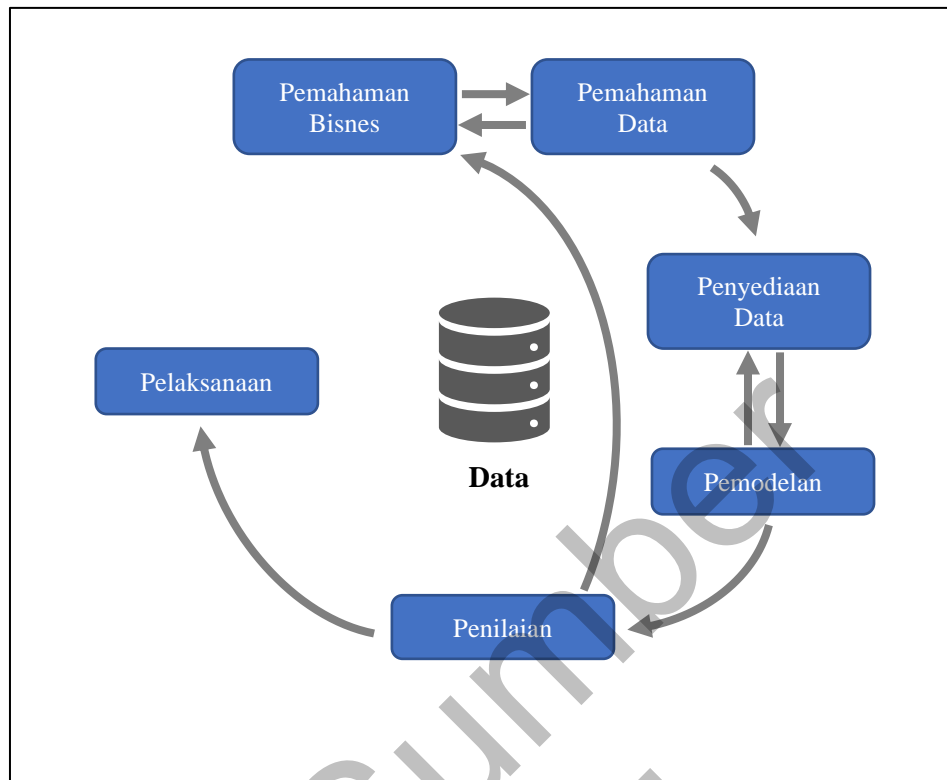 Pemahaman
Bisnes
Pemahaman
Data
Penyediaan
Data
Pelaksanaan
Data
Pemodelan
Penilaian
Sumber